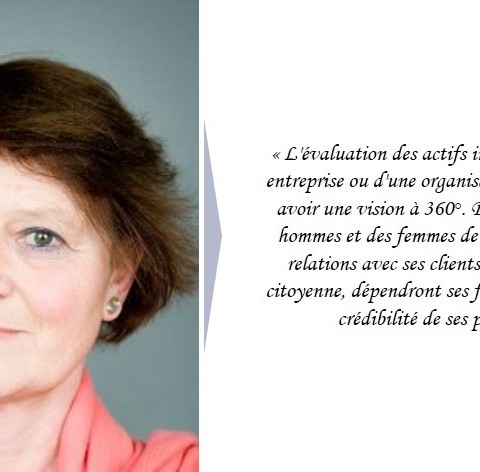 « L'évaluation des actifs
entreprise ou d'une
avoir une vision à 360°.
hommes et des femmes de
relations avec ses clients
citoyenne, dépendront ses
crédibilité de ses